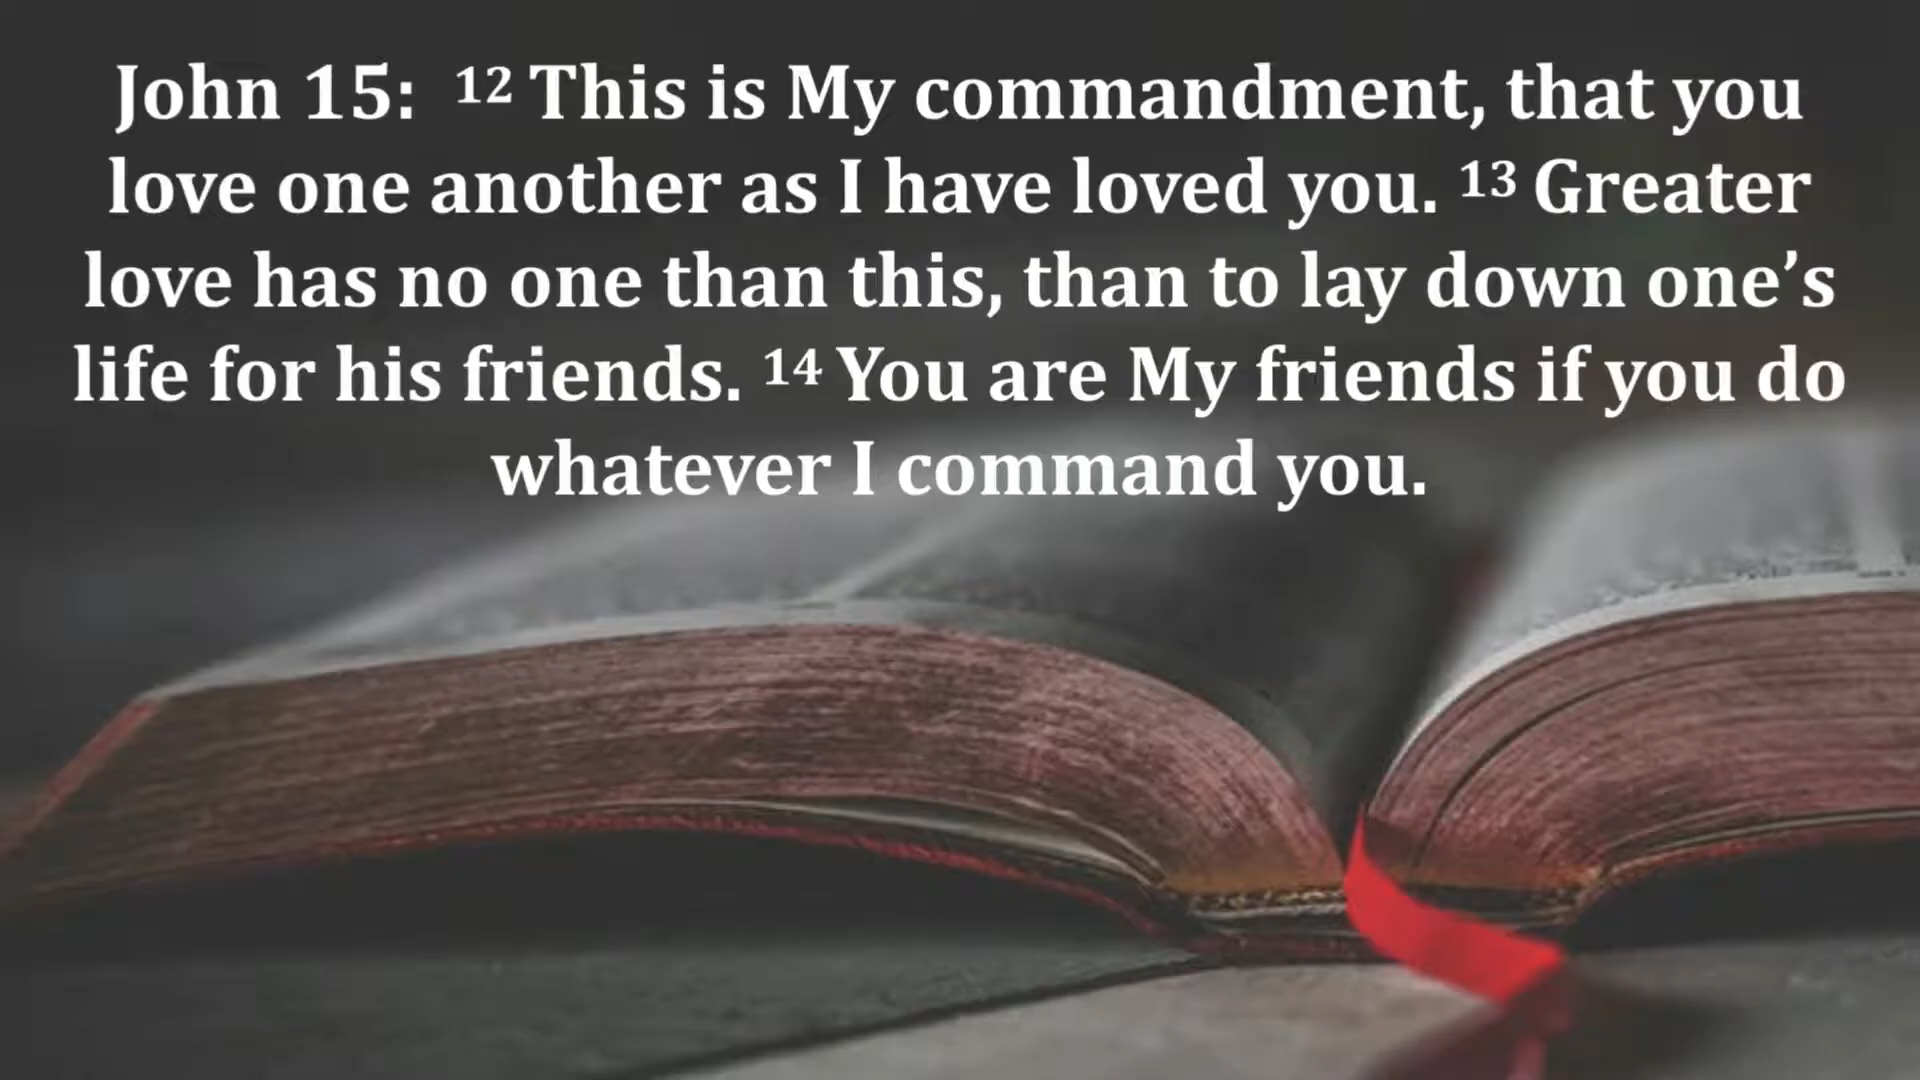 John 15: 12 This is My commandment, that you
love one another as I have loved you. 13 Greater
love has no one than this, than to lay down one’s
life for his friends. 14 You are My friends if you do
whatever I command you.